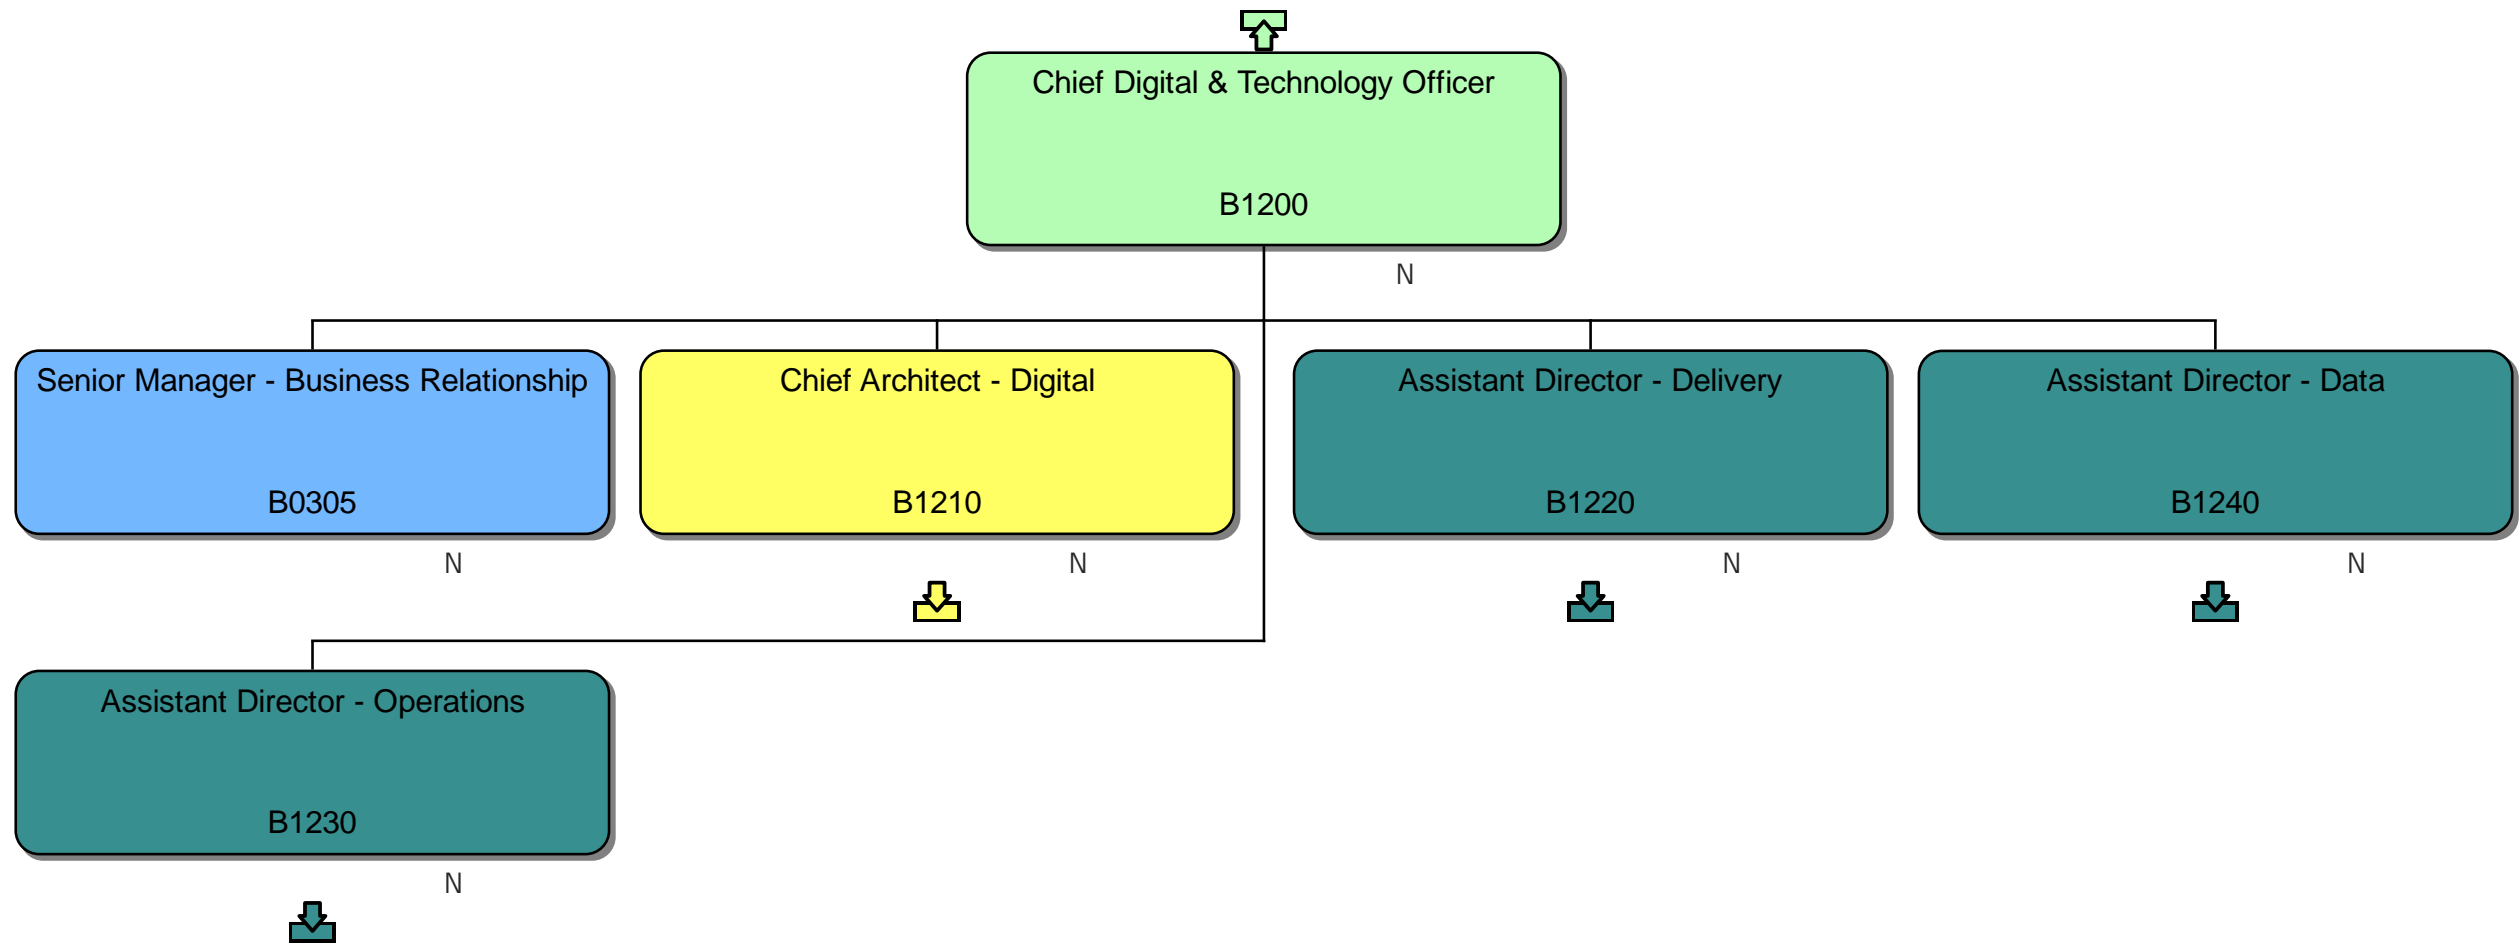 Chief Digital & Technology Officer
B1200
N
Senior Manager - Business Relationship
B0305
N
Chief Architect - Digital
B1210
N
Assistant Director - Delivery
B1220
N
Assistant Director - Data
B1240
N
Assistant Director - Operations
B1230
N